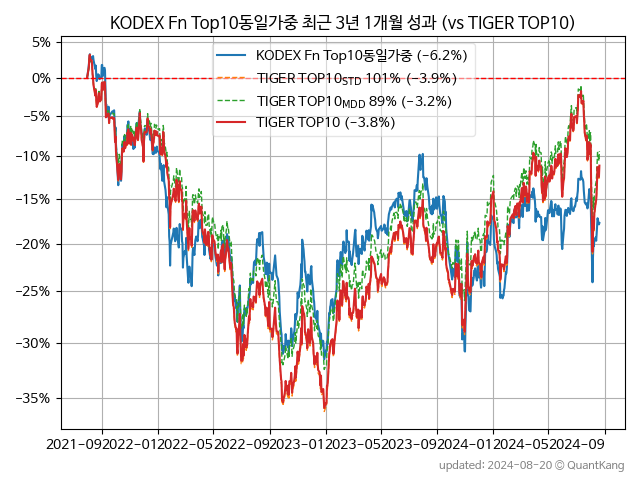 KODEX Fn Top10동일가중 최근 3년 1개월 성과 (vs TIGER TOP10)
5%
0%
−5%
−10%
−15%
−20%
−25%
−30%
−35%
KODEX Fn Top10동일가중 (−6.2%)
TIGER TOP10STD 101% (−3.9%)
TIGER TOP10MDD 89% (−3.2%)
TIGER TOP10 (−3.8%)
2021-09 2022-01 2022-05 2022-09 2023-01 2023-05 2023-09 2024-01 2024-05 2024-09
updated: 2024-08-20 © QuantKang